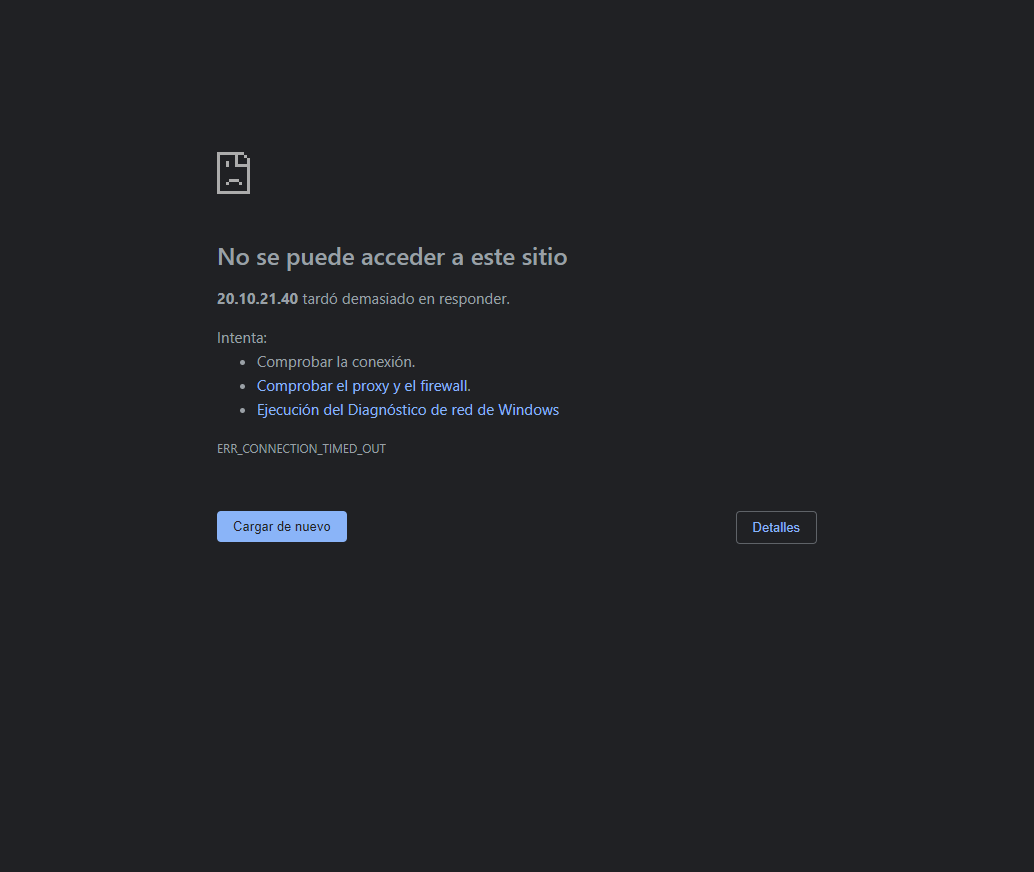 No se puede acceder a este sitio
20.10.21.40 tardó demasiado en responder.
Intenta:
Comprobar la conexión.
Comprobar el proxy y el firewall.
Ejecución del Diagnóstico de red de Windows
ERR_CONNECTION_TIMED_OUT
Cargar de nuevo
Detalles